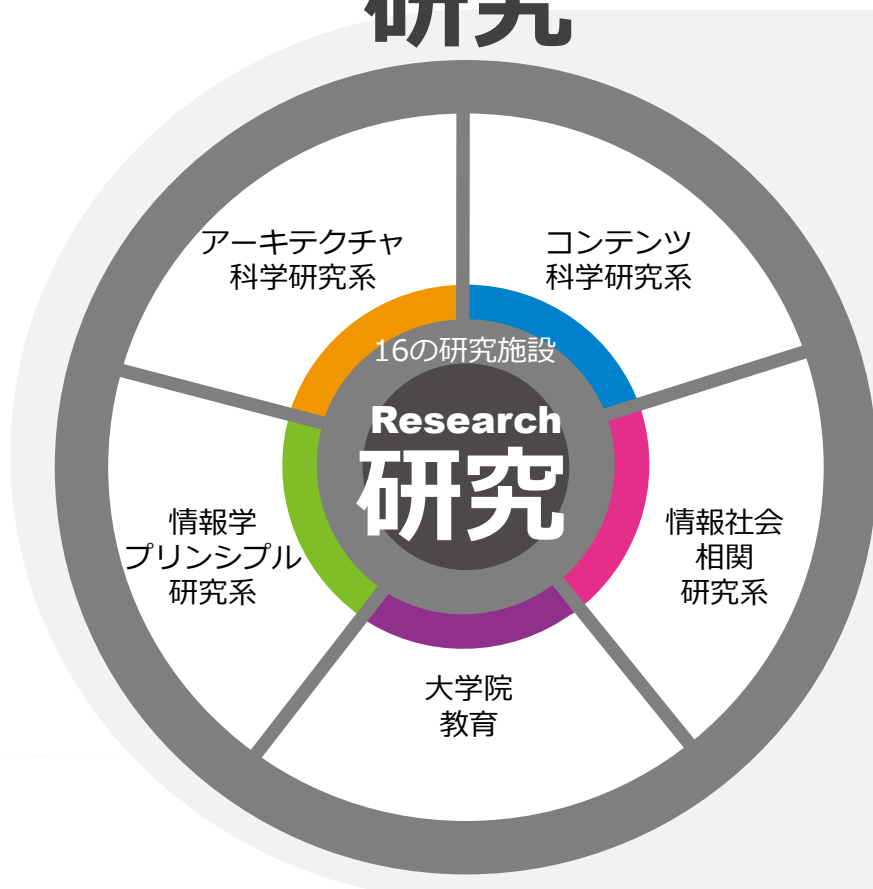 研究
アーキテクチャ
科学研究系
コンテンツ
科学研究系
16の研究施設
Research
研究
情報学
プリンシプル
研究系
情報社会
相関
研究系
大学院
教育